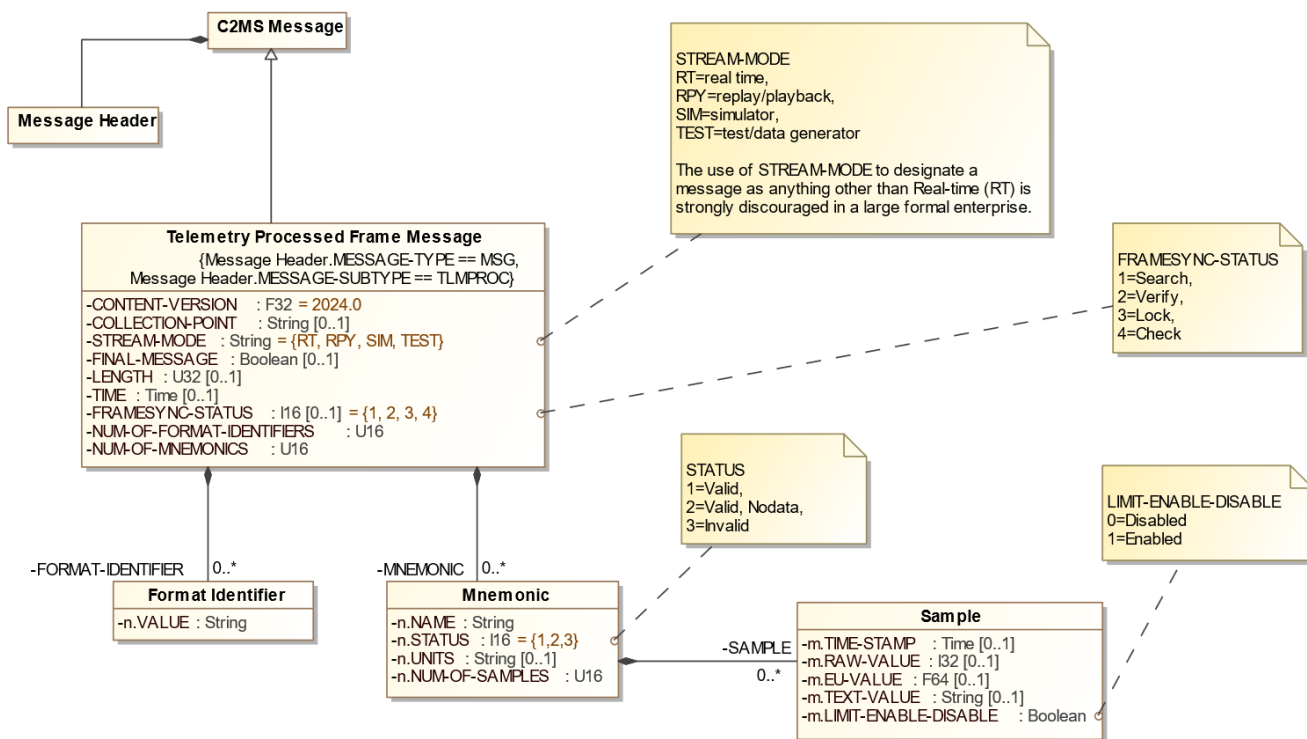 C2MS Message
Message Header
STREAM-MODE
RT=real time,
RPY=replay/playback,
SIM=simulator,
TEST=test/data generator
The use of STREAM-MODE to designate a
message as anything other than Real-time (RT) is
strongly discouraged in a large formal enterprise.
Telemetry Processed Frame Message
{Message Header.MESSAGE-TYPE == MSG,
Message Header.MESSAGE-SUBTYPE == TLMPROC}
-CONTENT-VERSION : F32 = 2024.0
-COLLECTION-POINT : String [0..1]
-STREAM-MODE : String = {RT, RPY, SIM, TEST}
-FINAL-MESSAGE : Boolean [0..1]
-LENGTH : U32 [0..1]
-TIME : Time [0..1]
-FRAMESYNC-STATUS : I16 [0..1] = {1, 2, 3, 4}
-NUM-OF-FORMAT-IDENTIFIERS : U16
-NUM-OF-MNEMONICS : U16
FRAMESYNC-STATUS
1=Search,
2=Verify,
3=Lock,
4=Check
STATUS
1=Valid,
2=Valid, Nodata,
3=Invalid
LIMIT-ENABLE-DISABLE
0=Disabled
1=Enabled
-FORMAT-IDENTIFIER 0..*
Format Identifier
-n.VALUE : String
-MNEMONIC 0..*
Mnemonic
-n.NAME : String
-n.STATUS : I16 = {1,2,3}
-n.UNITS : String [0..1]
-n.NUM-OF-SAMPLES : U16
-SAMPLE
0..*
Sample
-m.TIME-STAMP : Time [0..1]
-m.RAW-VALUE : I32 [0..1]
-m.EU-VALUE : F64 [0..1]
-m.TEXT-VALUE : String [0..1]
-m.LIMIT-ENABLE-DISABLE : Boolean